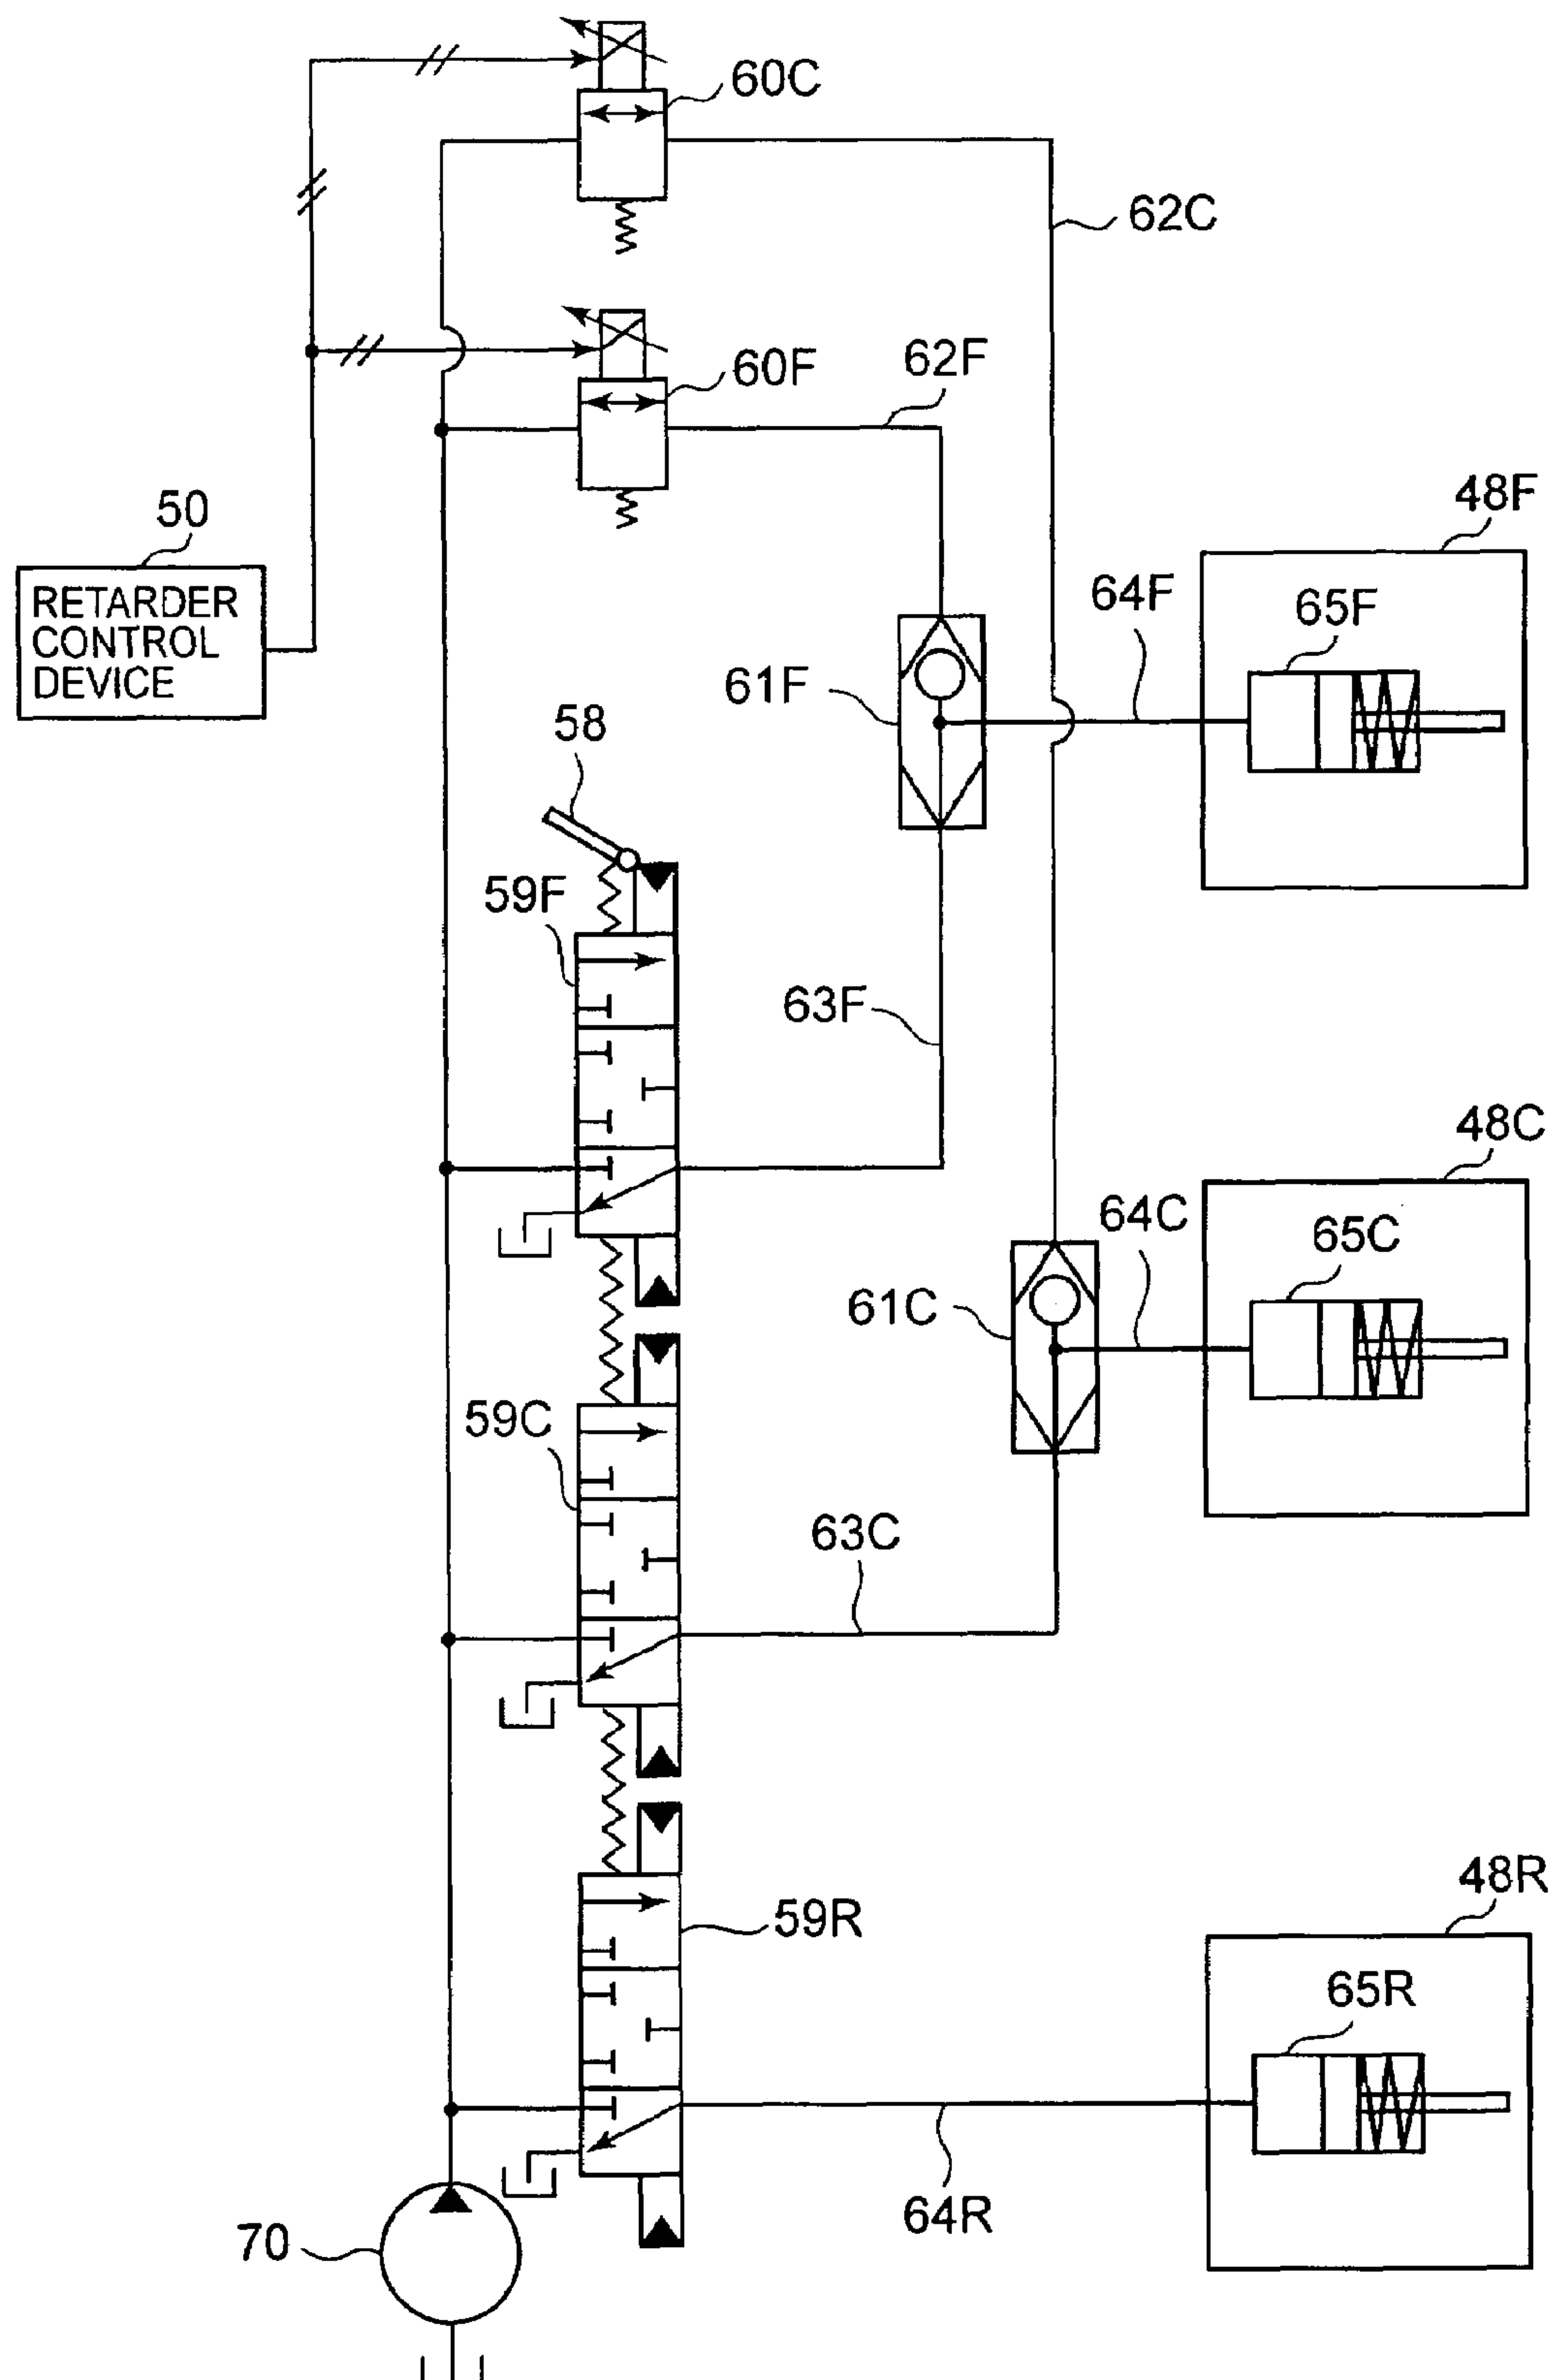 60C
62C
60F
62F
50
48F
RETARDER
CONTROL
DEVICE
64F
65F
61F
58
59F
63F
48C
64C
65C
61C
59C
63C
48R
59R
65R
64R
70